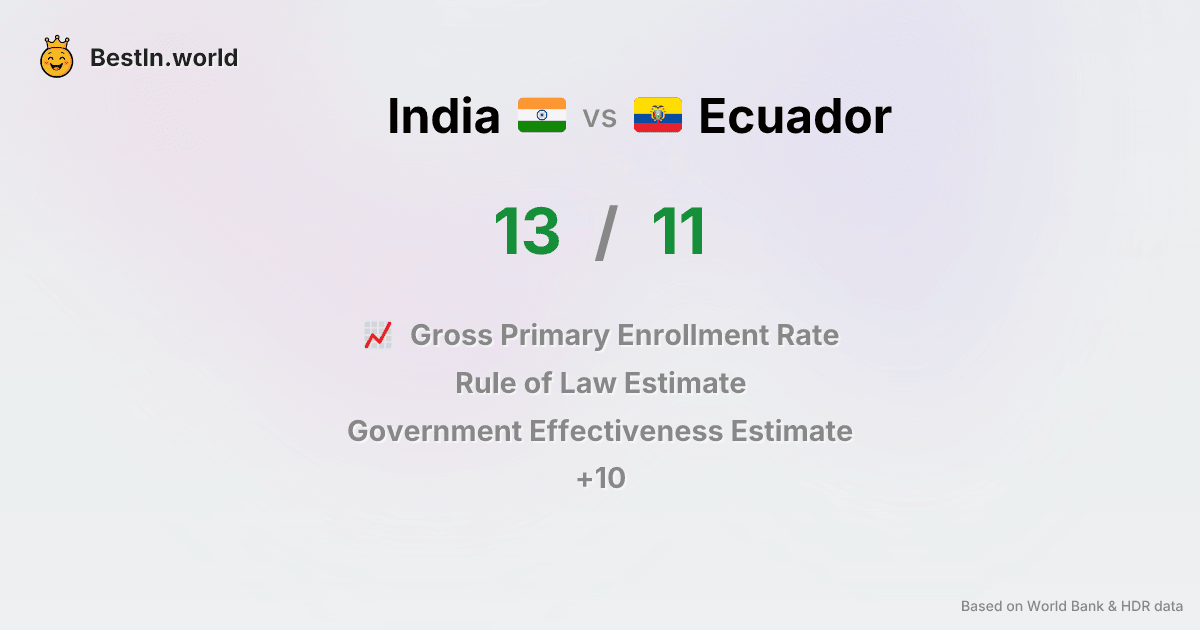 BestIn.world
India vs Ecuador
13 / 11
Gross Primary Enrollment Rate
Rule of Law Estimate
Government Effectiveness Estimate
+10
Based on World Bank & HDR data